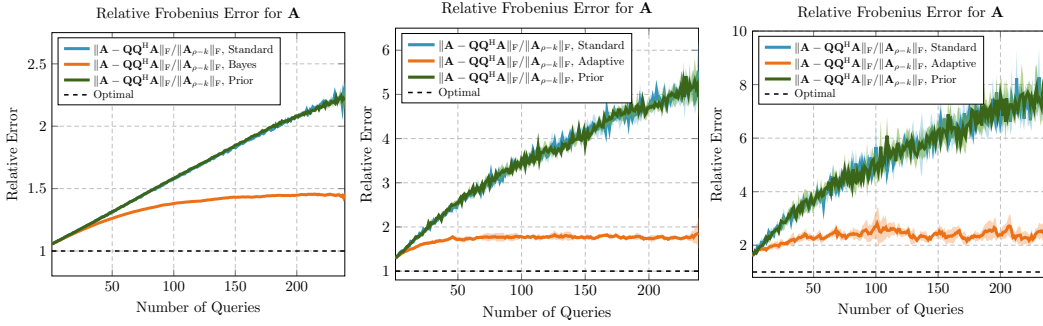 Relative Frobenius Error for A
2.5
2
1.5
1
Relative Error
‖A − QQᴴA‖F/‖Aρ−k‖F, Standard
‖A − QQᴴA‖F/‖Aρ−k‖F, Bayes
‖A − QQᴴA‖F/‖Aρ−k‖F, Prior
Optimal
50 100 150 200
Number of Queries
Relative Frobenius Error for A
6
5
4
3
2
1
Relative Error
‖A − QQᴴA‖F/‖Aρ−k‖F, Standard
‖A − QQᴴA‖F/‖Aρ−k‖F, Adaptive
‖A − QQᴴA‖F/‖Aρ−k‖F, Prior
Optimal
50 100 150 200
Number of Queries
Relative Frobenius Error for A
10
8
6
4
2
Relative Error
‖A − QQᴴA‖F/‖Aρ−k‖F, Standard
‖A − QQᴴA‖F/‖Aρ−k‖F, Adaptive
‖A − QQᴴA‖F/‖Aρ−k‖F, Prior
Optimal
50 100 150 200
Number of Queries